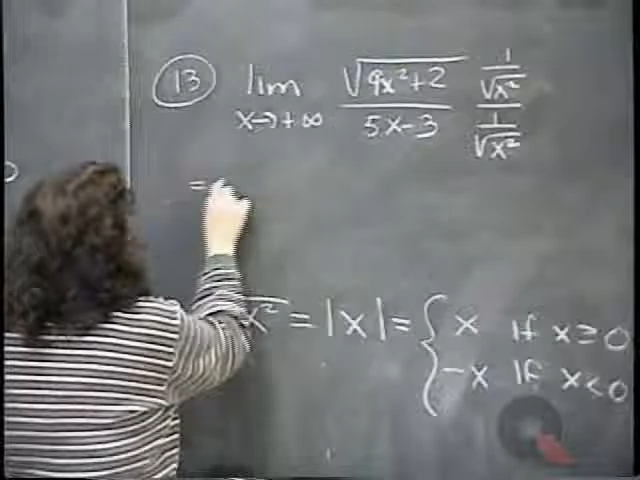 13 lim x→+∞ √(9x²+2) / (5x-3) · (1/√x²) / (1/√x²)
=
√x² = |x| = { x if x ≥ 0
-x if x < 0